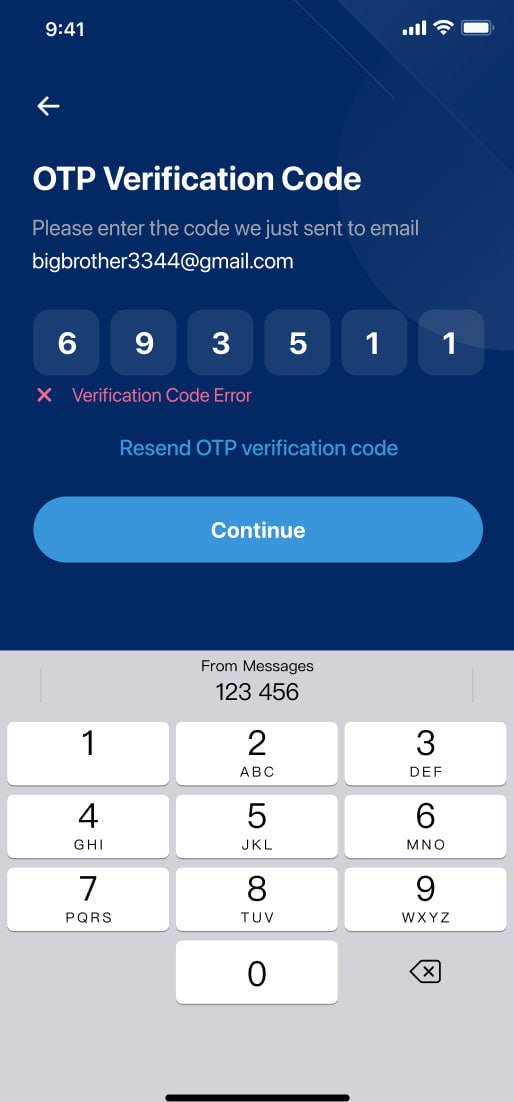 9:41
OTP Verification Code
Please enter the code we just sent to email
bigbrother3344@gmail.com
6 9 3 5 1 1
Verification Code Error
Resend OTP verification code
Continue
From Messages
123 456
1 2 3
ABC DEF
4 5 6
GHI JKL MNO
7 8 9
PQRS TUV WXYZ
0